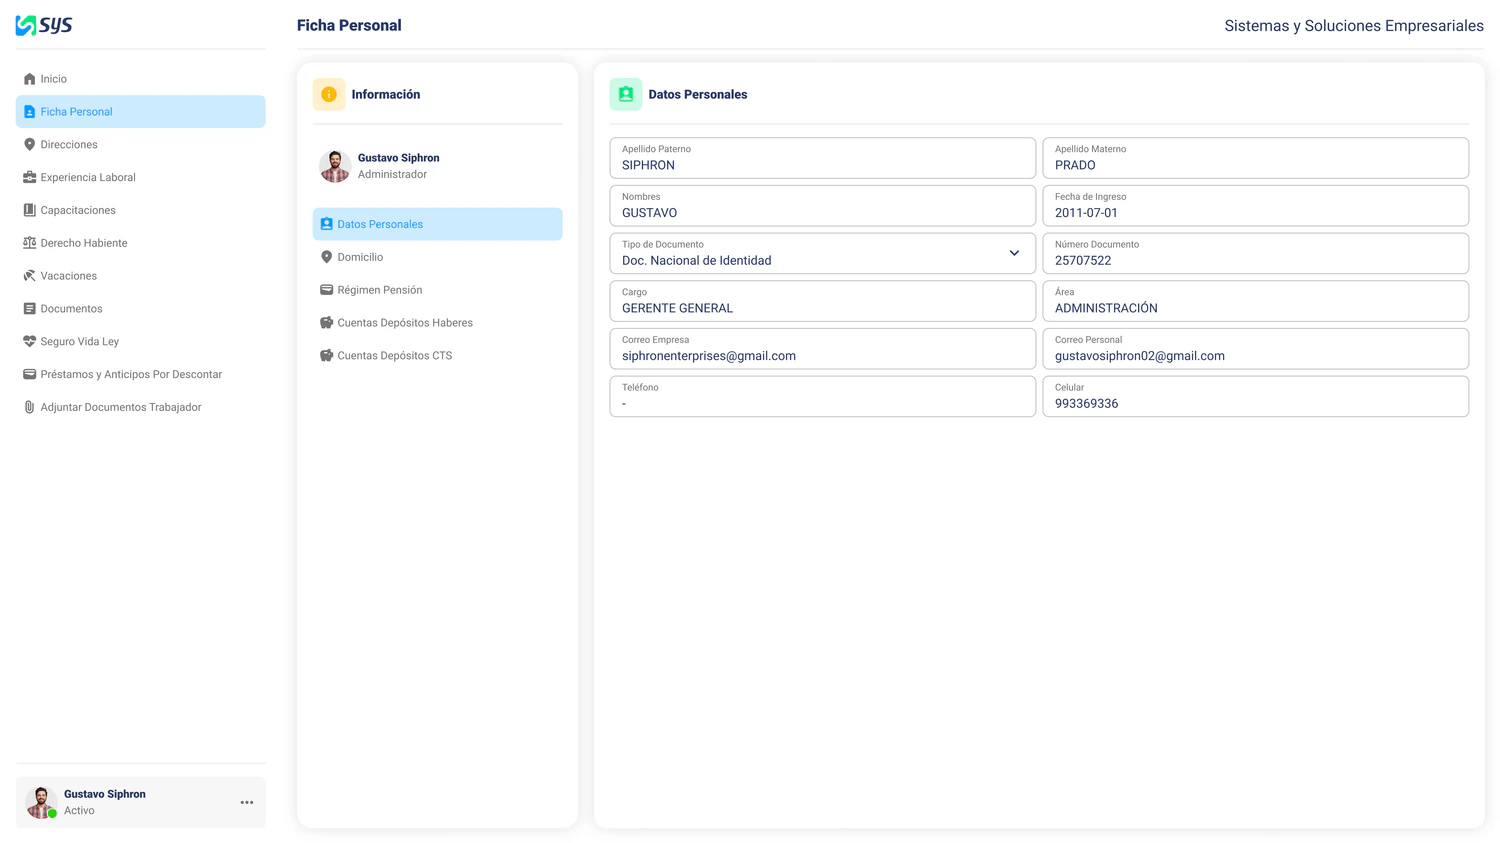 SYS
Ficha Personal
Sistemas y Soluciones Empresariales
Inicio
Ficha Personal
Direcciones
Experiencia Laboral
Capacitaciones
Derecho Habiente
Vacaciones
Documentos
Seguro Vida Ley
Préstamos y Anticipos Por Descontar
Adjuntar Documentos Trabajador
Gustavo Siphron
Activo
Información
Gustavo Siphron
Administrador
Datos Personales
Domicilio
Régimen Pensión
Cuentas Depósitos Haberes
Cuentas Depósitos CTS
Datos Personales
Apellido Paterno
SIPHRON
Apellido Materno
PRADO
Nombres
GUSTAVO
Fecha de Ingreso
2011-07-01
Tipo de Documento
Doc. Nacional de Identidad
Número Documento
25707522
Cargo
GERENTE GENERAL
Área
ADMINISTRACIÓN
Correo Empresa
siphronenterprises@gmail.com
Correo Personal
gustavosiphron02@gmail.com
Teléfono
-
Celular
993369336